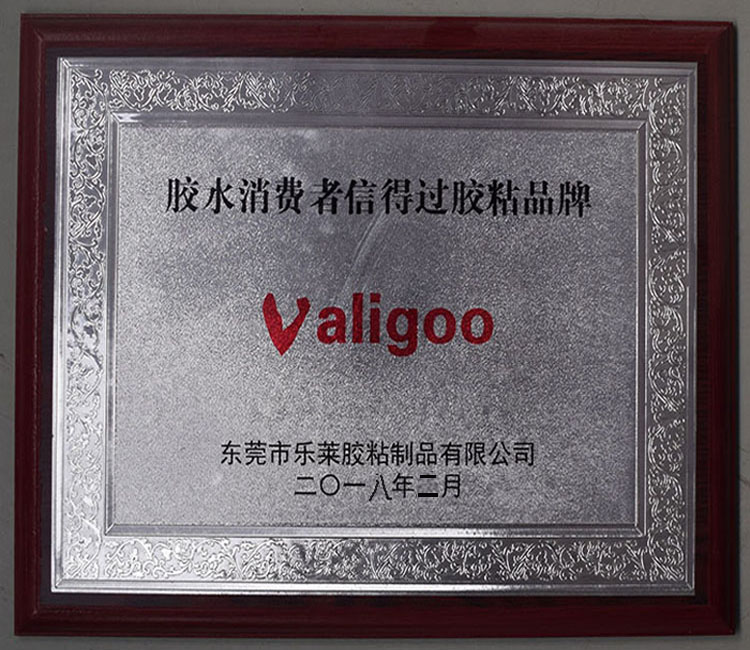 胶水消费者信得过胶粘品牌
Valigoo
东莞市乐莱胶粘制品有限公司
二〇一八年二月